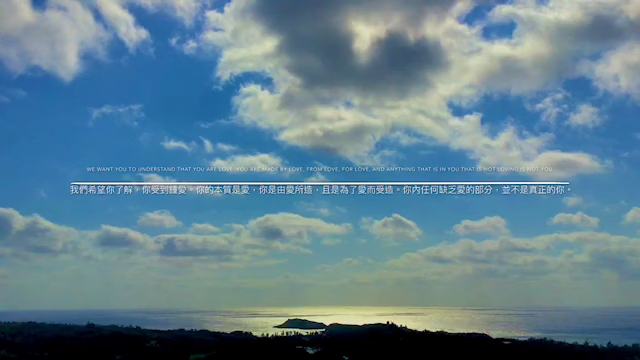 WE WANT YOU TO UNDERSTAND THAT YOU ARE LOVE. YOU ARE MADE BY LOVE, FROM LOVE, FOR LOVE, AND ANYTHING THAT IS IN YOU THAT IS NOT LOVING IS NOT YOU.
我們希望你了解，你受到鍾愛。你的本質是愛，你是由愛所造，且是為了愛而受造。你內任何缺乏愛的部分，並不是真正的你。